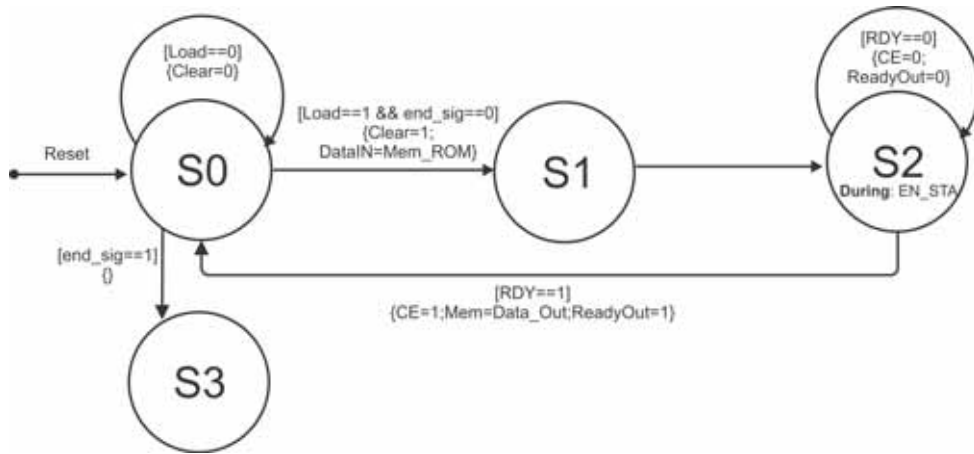 [Load==0]
{Clear=0}
[RDY==0]
{CE=0;
ReadyOut=0}
[Load==1 && end_sig==0]
{Clear=1;
DataIN=Mem_ROM}
Reset
S0
S1
S2
During: EN_STA
[end_sig==1]
{}
[RDY==1]
{CE=1;Mem=Data_Out;ReadyOut=1}
S3